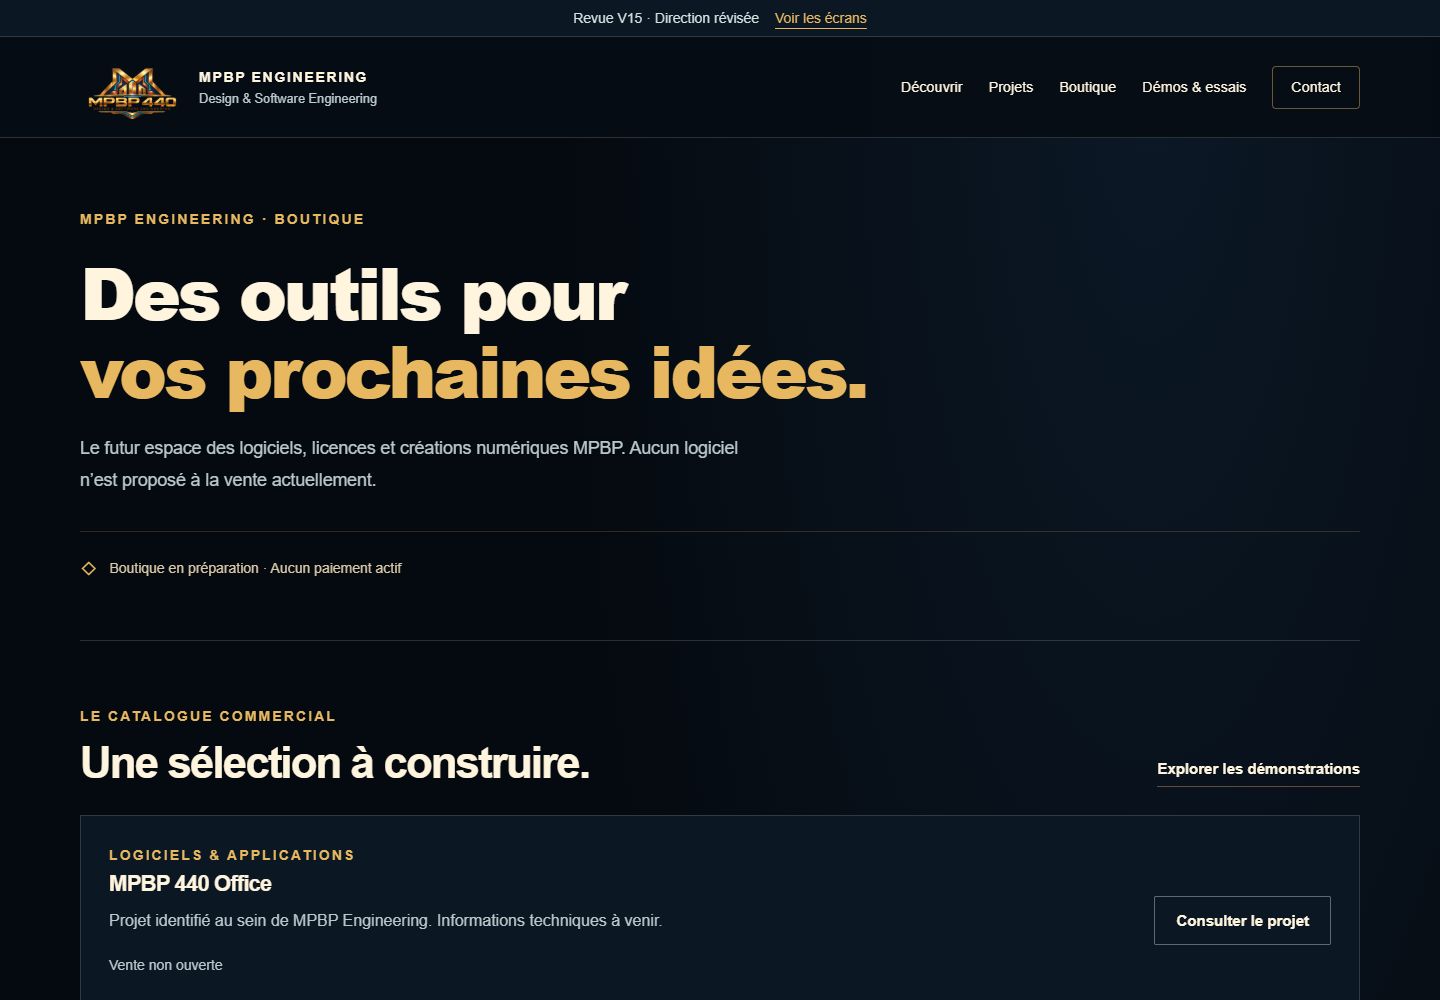 Revue V15 · Direction révisée Voir les écrans
MPBP 440
MPBP ENGINEERING
Design & Software Engineering
Découvrir Projets Boutique Démos & essais Contact
MPBP ENGINEERING · BOUTIQUE
Des outils pour
vos prochaines idées.
Le futur espace des logiciels, licences et créations numériques MPBP. Aucun logiciel
n’est proposé à la vente actuellement.
Boutique en préparation · Aucun paiement actif
LE CATALOGUE COMMERCIAL
Une sélection à construire.
Explorer les démonstrations
LOGICIELS & APPLICATIONS
MPBP 440 Office
Projet identifié au sein de MPBP Engineering. Informations techniques à venir.
Consulter le projet
Vente non ouverte